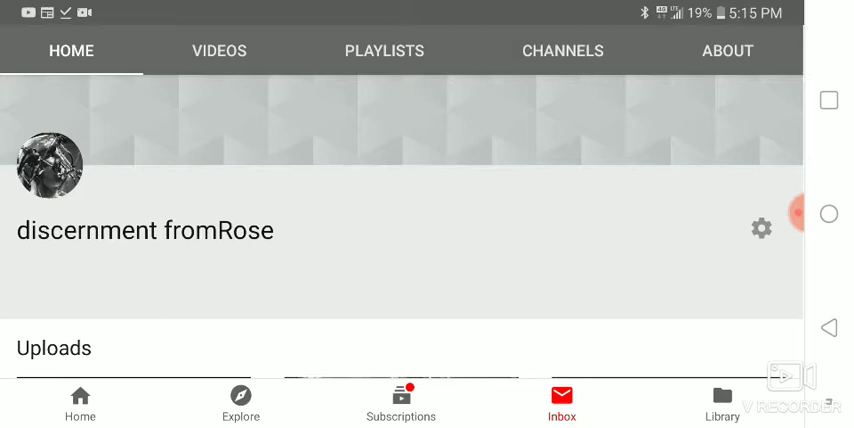 19% 5:15 PM
HOME VIDEOS PLAYLISTS CHANNELS ABOUT
discernment fromRose
Uploads
Home Explore Subscriptions Inbox Library
V RECORDER